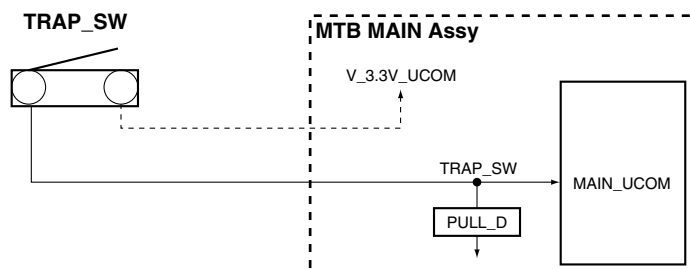 TRAP_SW
MTB MAIN Assy
V_3.3V_UCOM
TRAP_SW
MAIN_UCOM
PULL_D